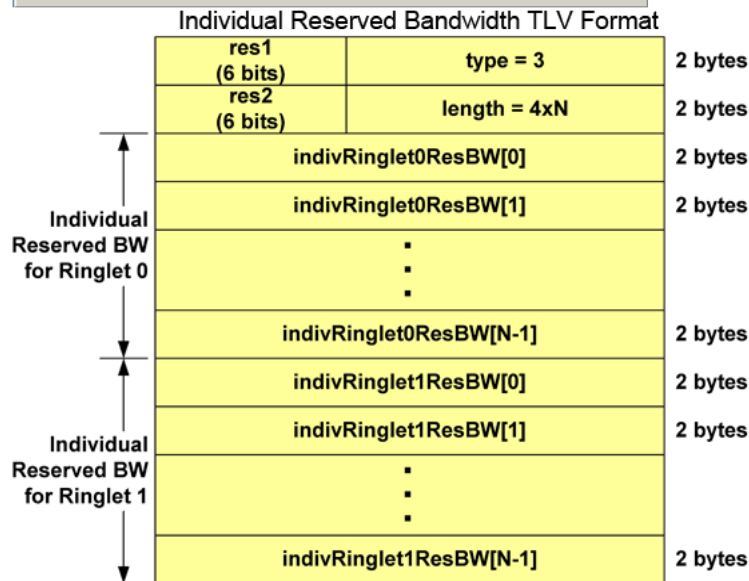 Individual Reserved Bandwidth TLV Format
res1
(6 bits)
type = 3
2 bytes
res2
(6 bits)
length = 4xN
2 bytes
indivRinglet0ResBW[0]
2 bytes
indivRinglet0ResBW[1]
2 bytes
Individual
Reserved BW
for Ringlet 0
indivRinglet0ResBW[N-1]
2 bytes
indivRinglet1ResBW[0]
2 bytes
indivRinglet1ResBW[1]
2 bytes
Individual
Reserved BW
for Ringlet 1
indivRinglet1ResBW[N-1]
2 bytes